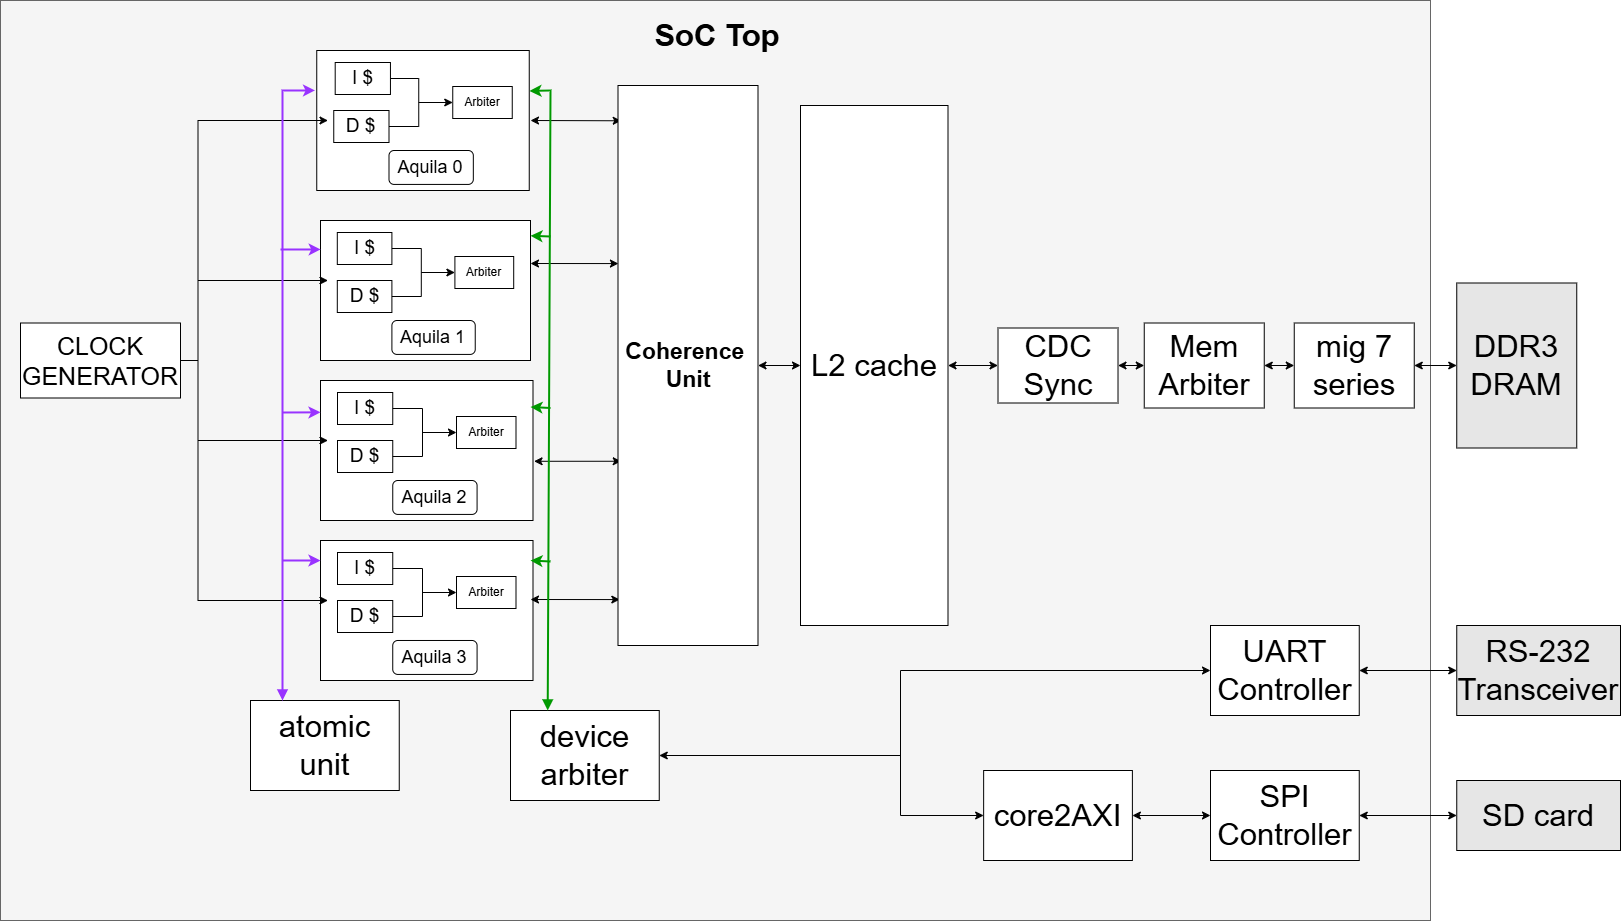 SoC Top
I $
D $
Arbiter
Aquila 0
I $
D $
Arbiter
Aquila 1
I $
D $
Arbiter
Aquila 2
I $
D $
Arbiter
Aquila 3
CLOCK
GENERATOR
Coherence
Unit
L2 cache
CDC
Sync
Mem
Arbiter
mig 7
series
DDR3
DRAM
atomic
unit
device
arbiter
UART
Controller
RS-232
Transceiver
core2AXI
SPI
Controller
SD card